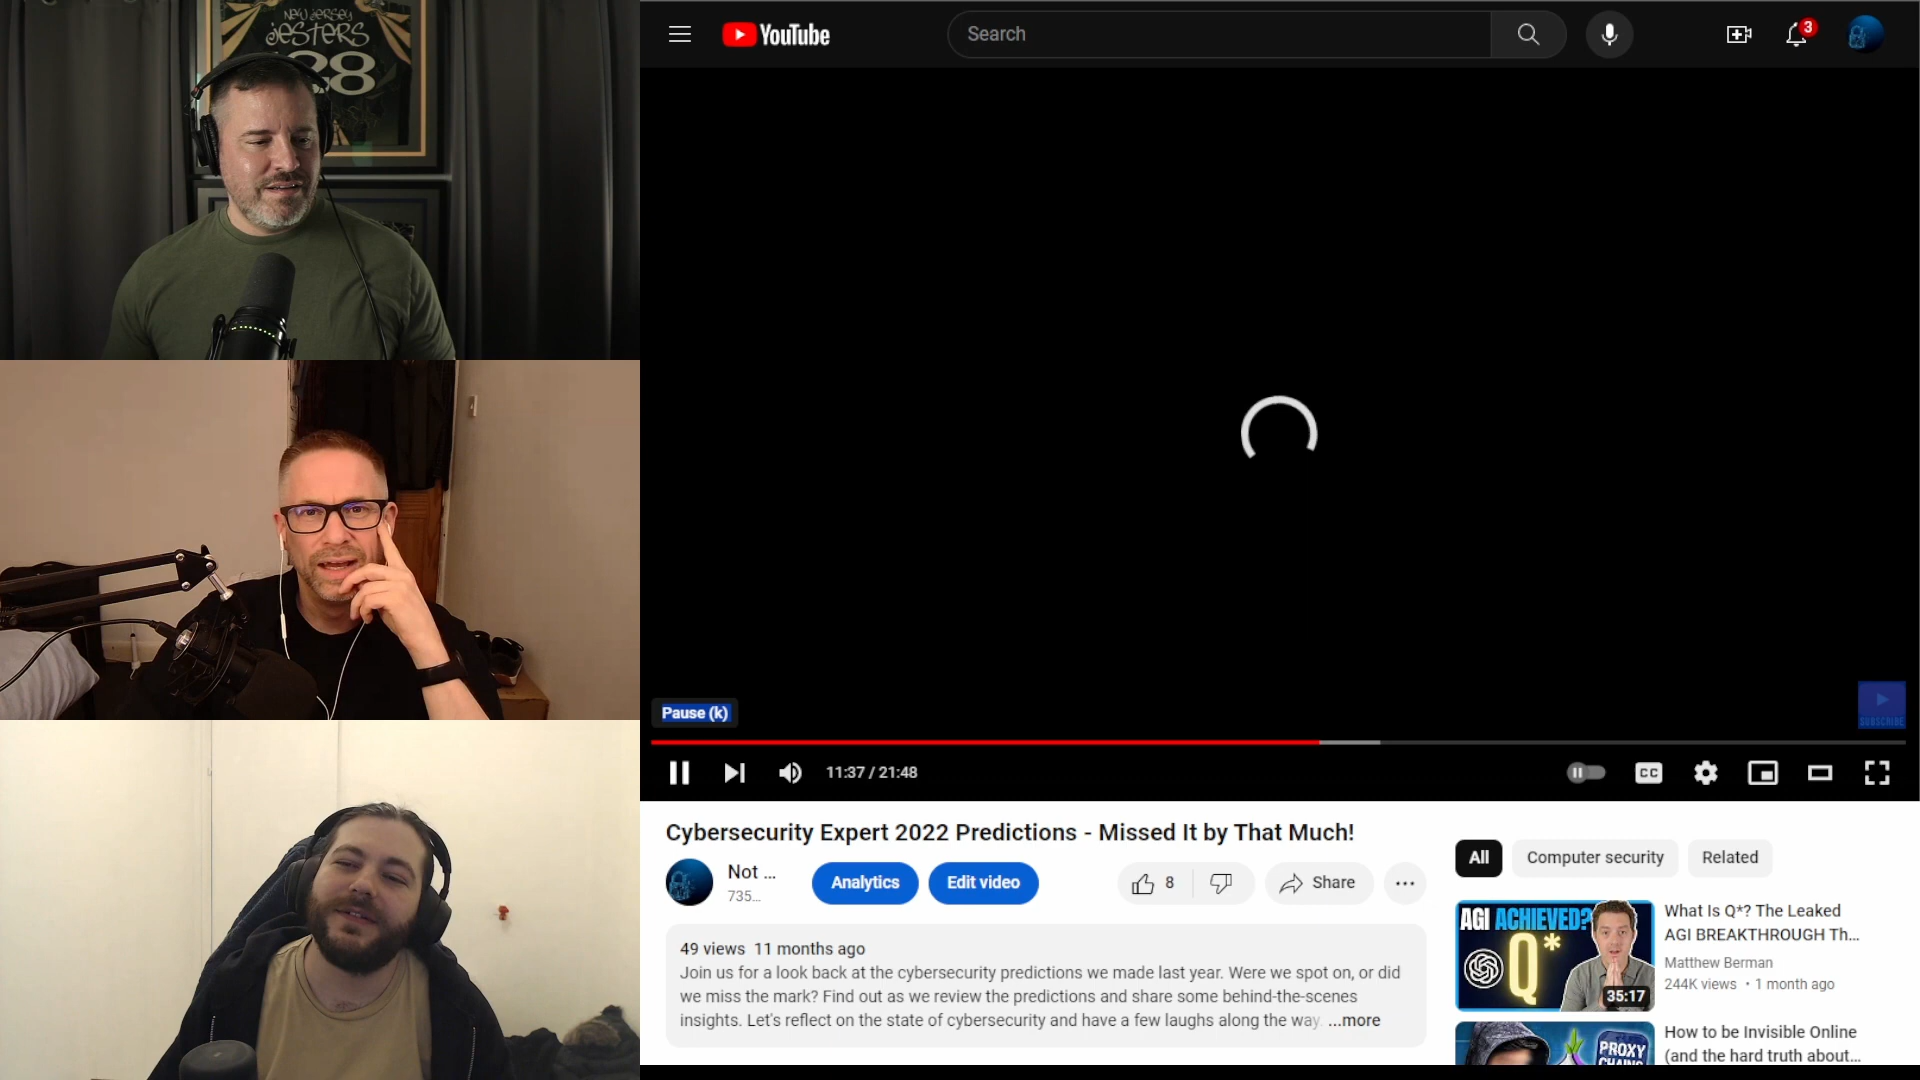 NEW JERSEY
JESTERS
28
YouTube
Search
3
Pause (k)
SUBSCRIBE
11:37 / 21:48
CC
Cybersecurity Expert 2022 Predictions - Missed It by That Much!
Not ...
735...
Analytics
Edit video
8
Share
49 views 11 months ago
Join us for a look back at the cybersecurity predictions we made last year. Were we spot on, or did
we miss the mark? Find out as we review the predictions and share some behind-the-scenes
insights. Let's reflect on the state of cybersecurity and have a few laughs along the way. ...more
All
Computer security
Related
AGI ACHIEVED?
Q*
35:17
What Is Q*? The Leaked
AGI BREAKTHROUGH Th...
Matthew Berman
244K views • 1 month ago
PROXY
CHAINS
How to be Invisible Online
(and the hard truth about...